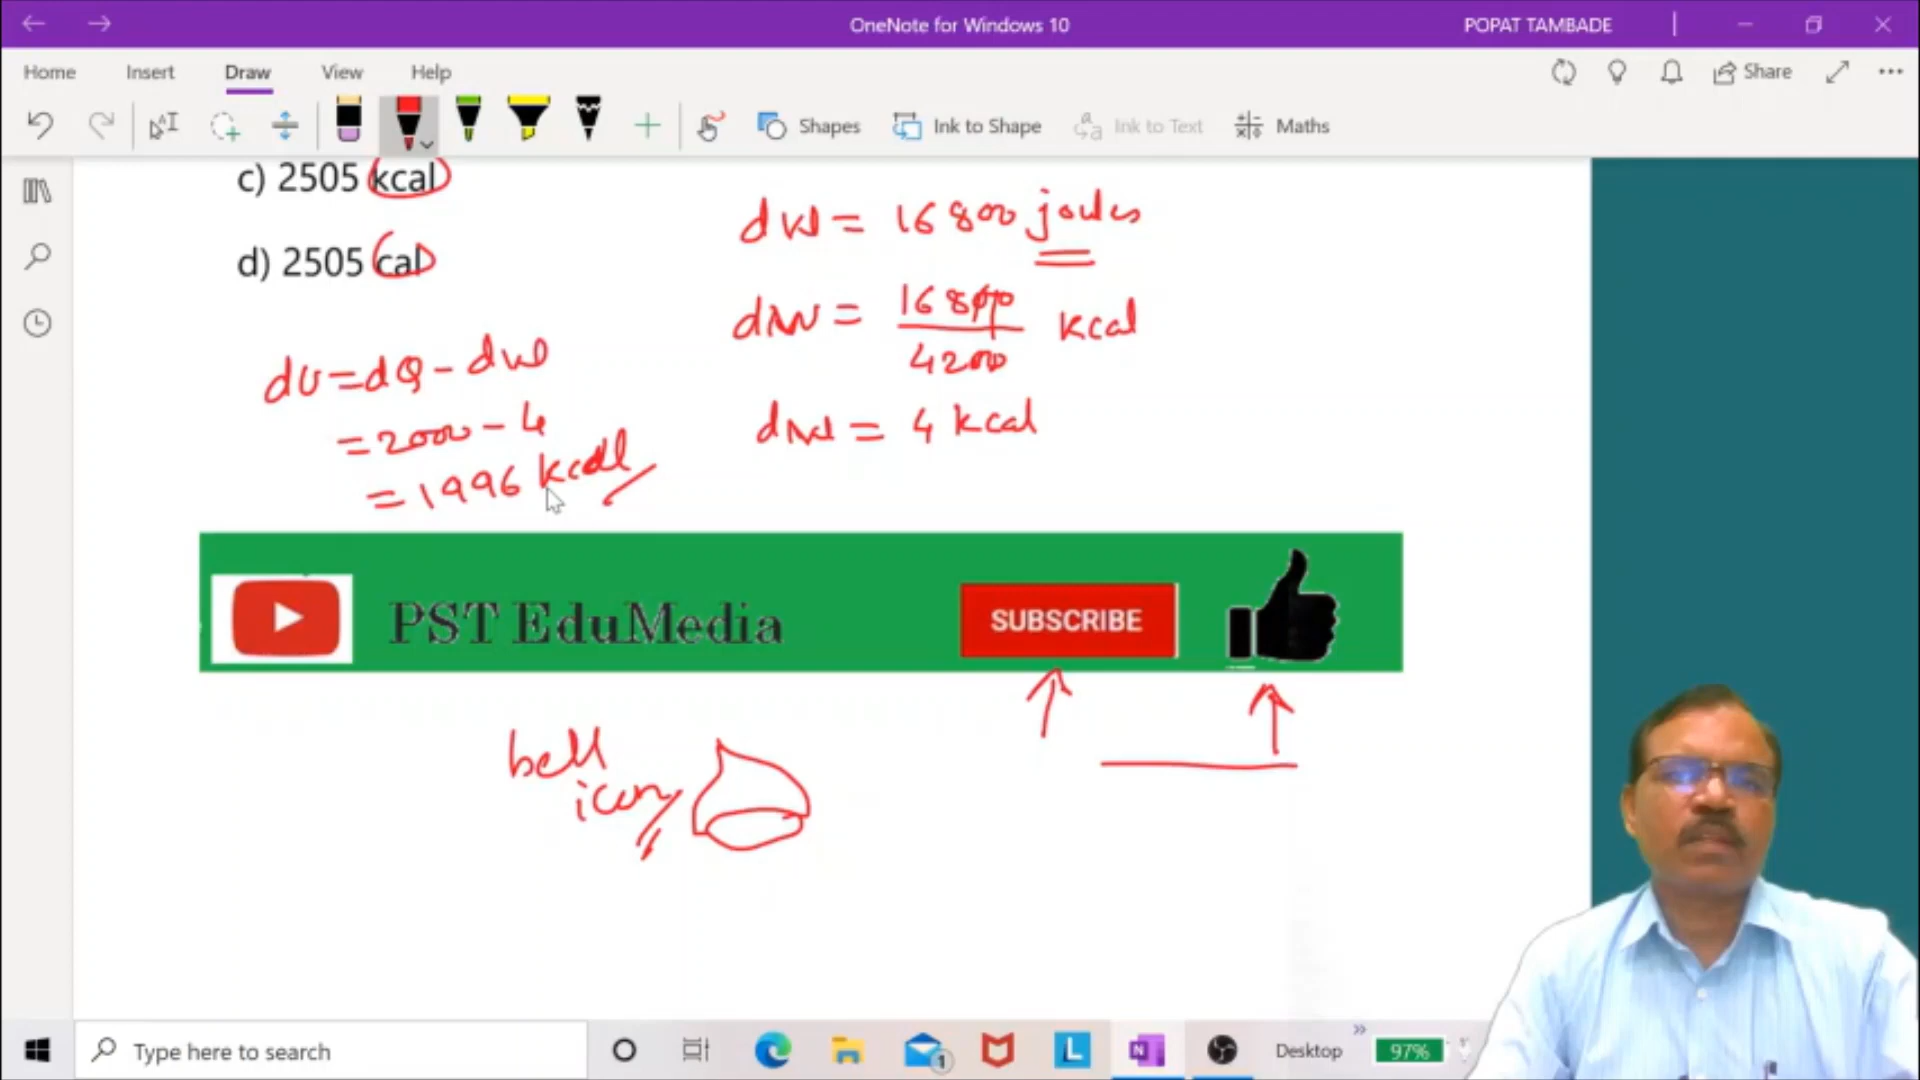 OneNote for Windows 10
POPAT TAMBADE
Home Insert Draw View Help
Share
Shapes Ink to Shape Ink to Text Maths
c) 2505 kcal
d) 2505 cal
dW = 16800 joules
dW = 16800 / 4200 kcal
dW = 4 kcal
dU = dQ - dW
= 2000 - 4
= 1996 kcal
PST EduMedia
SUBSCRIBE
bell
icon
Type here to search
1
L
N
Desktop
97%